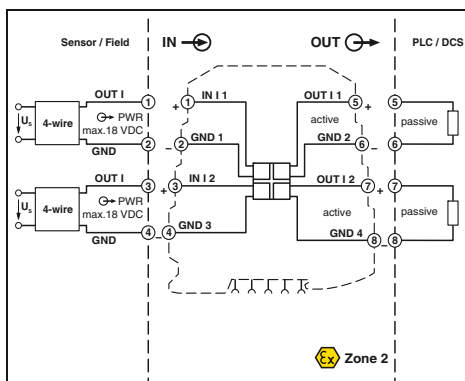 Sensor / Field IN OUT PLC / DCS
OUT I 1 + 1 IN I 1 OUT I 1 5 + 5
Us 4-wire PWR max.18 VDC active passive
GND 2 – 2 GND 1 GND 2 6 – 6
OUT I 3 + 3 IN I 2 OUT I 2 7 + 7
Us 4-wire PWR max.18 VDC active passive
GND 4 – 4 GND 3 GND 4 8 – 8
Ex Zone 2